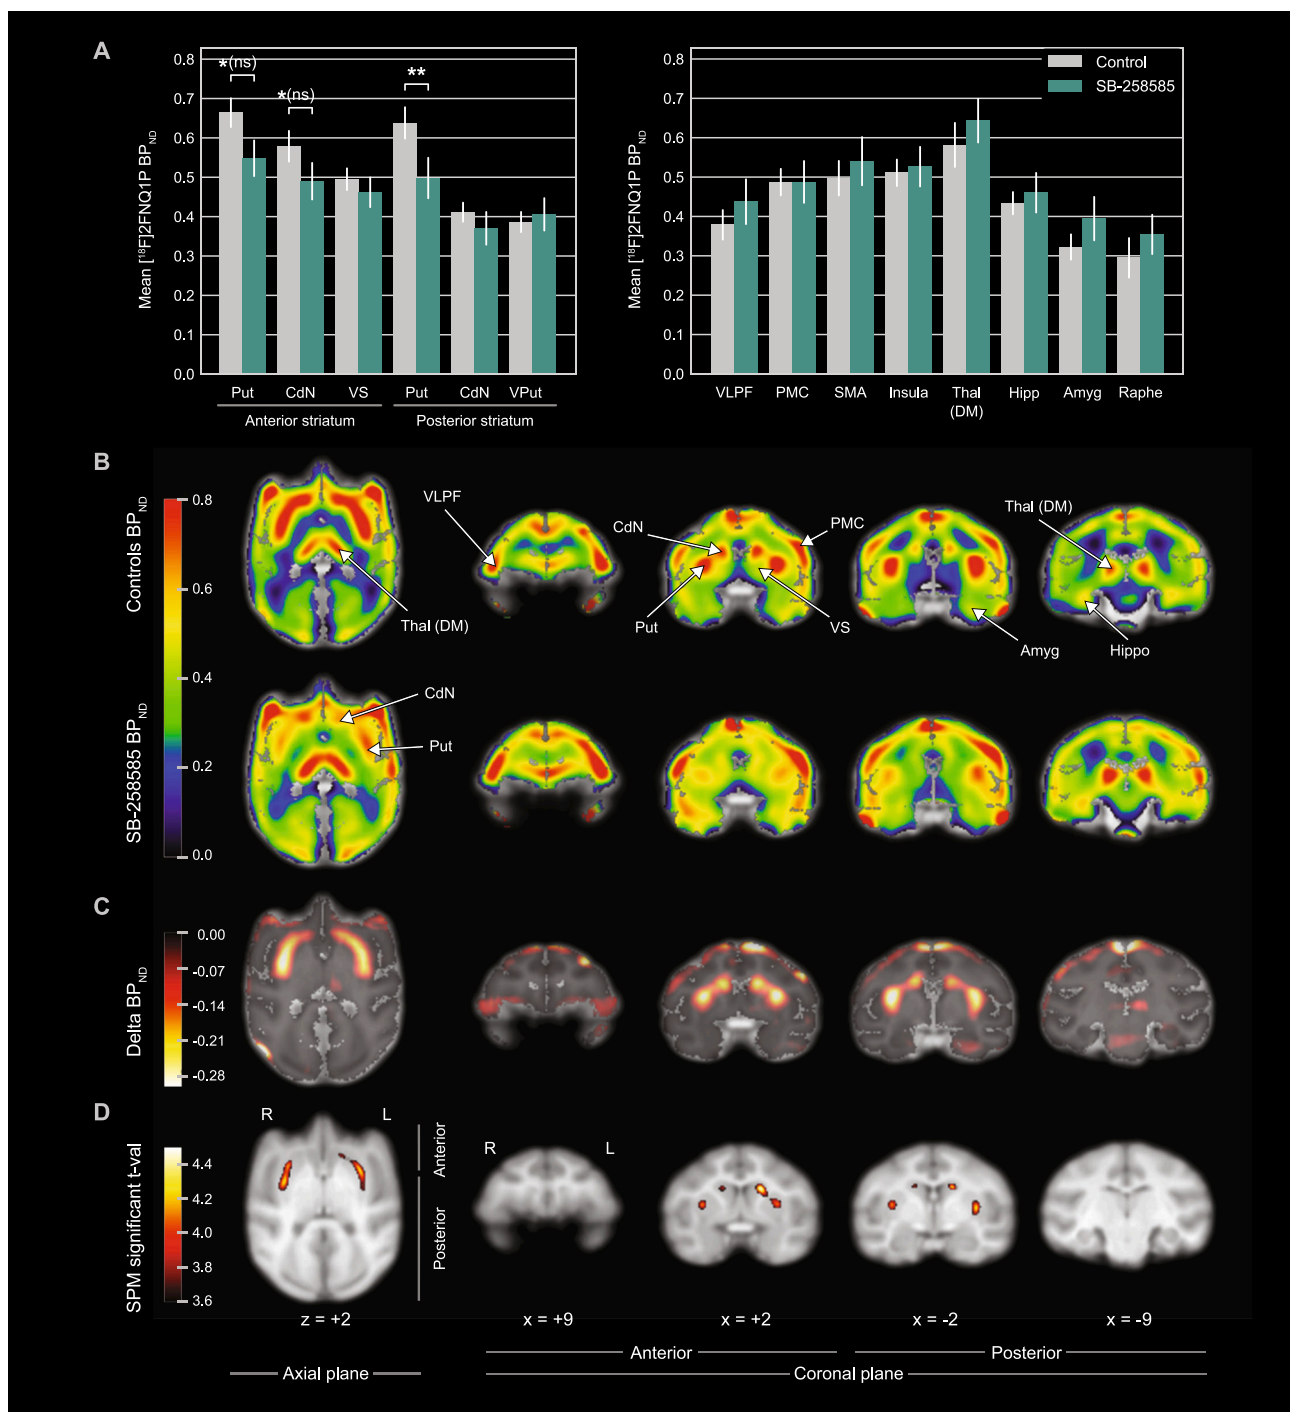 A
Mean [¹⁸F]2FNQ1P BP_ND
0.8
0.7
0.6
0.5
0.4
0.3
0.2
0.1
0.0
*(ns)
*(ns)
**
Put
CdN
VS
Put
CdN
VPut
Anterior striatum
Posterior striatum
Mean [¹⁸F]2FNQ1P BP_ND
0.8
0.7
0.6
0.5
0.4
0.3
0.2
0.1
0.0
Control
SB-258585
VLPF
PMC
SMA
Insula
Thal
(DM)
Hipp
Amyg
Raphe
B
Controls BP_ND
SB-258585 BP_ND
0.8
0.6
0.4
0.2
0.0
Thal (DM)
VLPF
CdN
Put
PMC
VS
Amyg
Thal (DM)
Hippo
CdN
Put
C
Delta BP_ND
0.00
-0.07
-0.14
-0.21
-0.28
D
SPM significant t-val
4.4
4.2
4.0
3.8
3.6
R
L
Anterior
Posterior
R
L
z = +2
x = +9
x = +2
x = -2
x = -9
Anterior
Posterior
Axial plane
Coronal plane